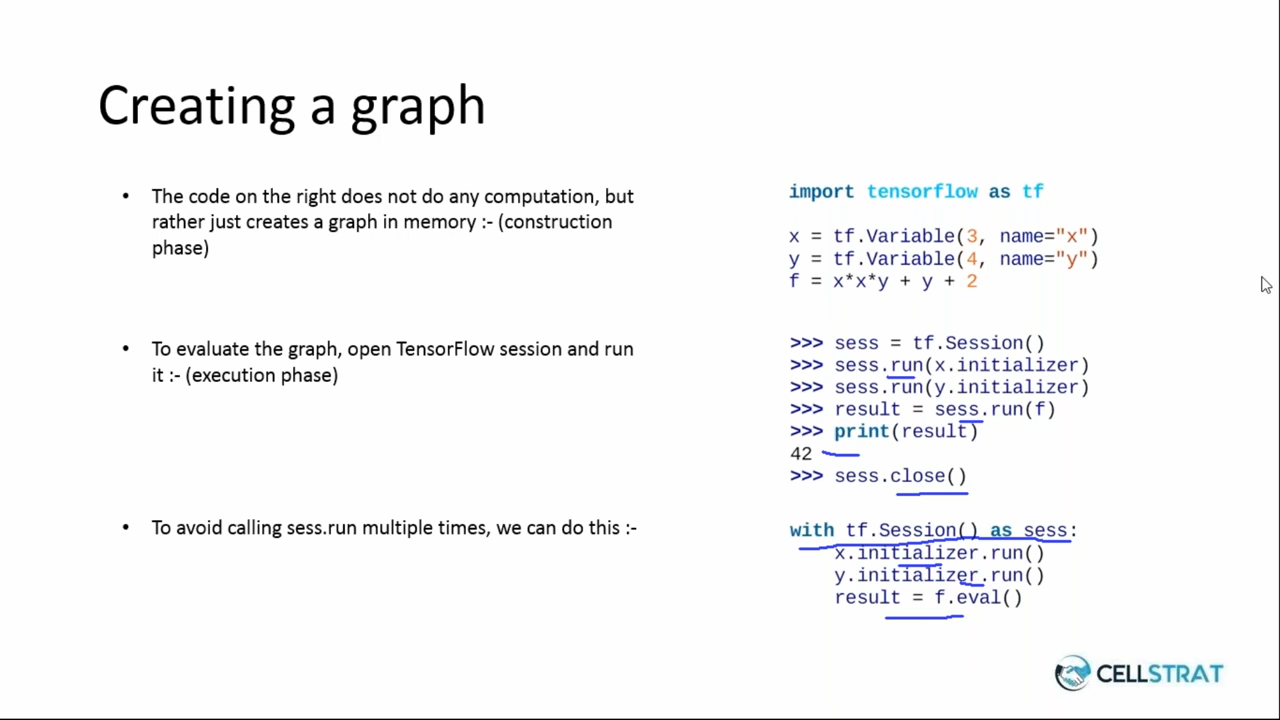 Creating a graph
• The code on the right does not do any computation, but
rather just creates a graph in memory :- (construction
phase)
import tensorflow as tf
x = tf.Variable(3, name="x")
y = tf.Variable(4, name="y")
f = x*x*y + y + 2
• To evaluate the graph, open TensorFlow session and run
it :- (execution phase)
>>> sess = tf.Session()
>>> sess.run(x.initializer)
>>> sess.run(y.initializer)
>>> result = sess.run(f)
>>> print(result)
42
>>> sess.close()
• To avoid calling sess.run multiple times, we can do this :-
with tf.Session() as sess:
x.initializer.run()
y.initializer.run()
result = f.eval()
CELLSTRAT